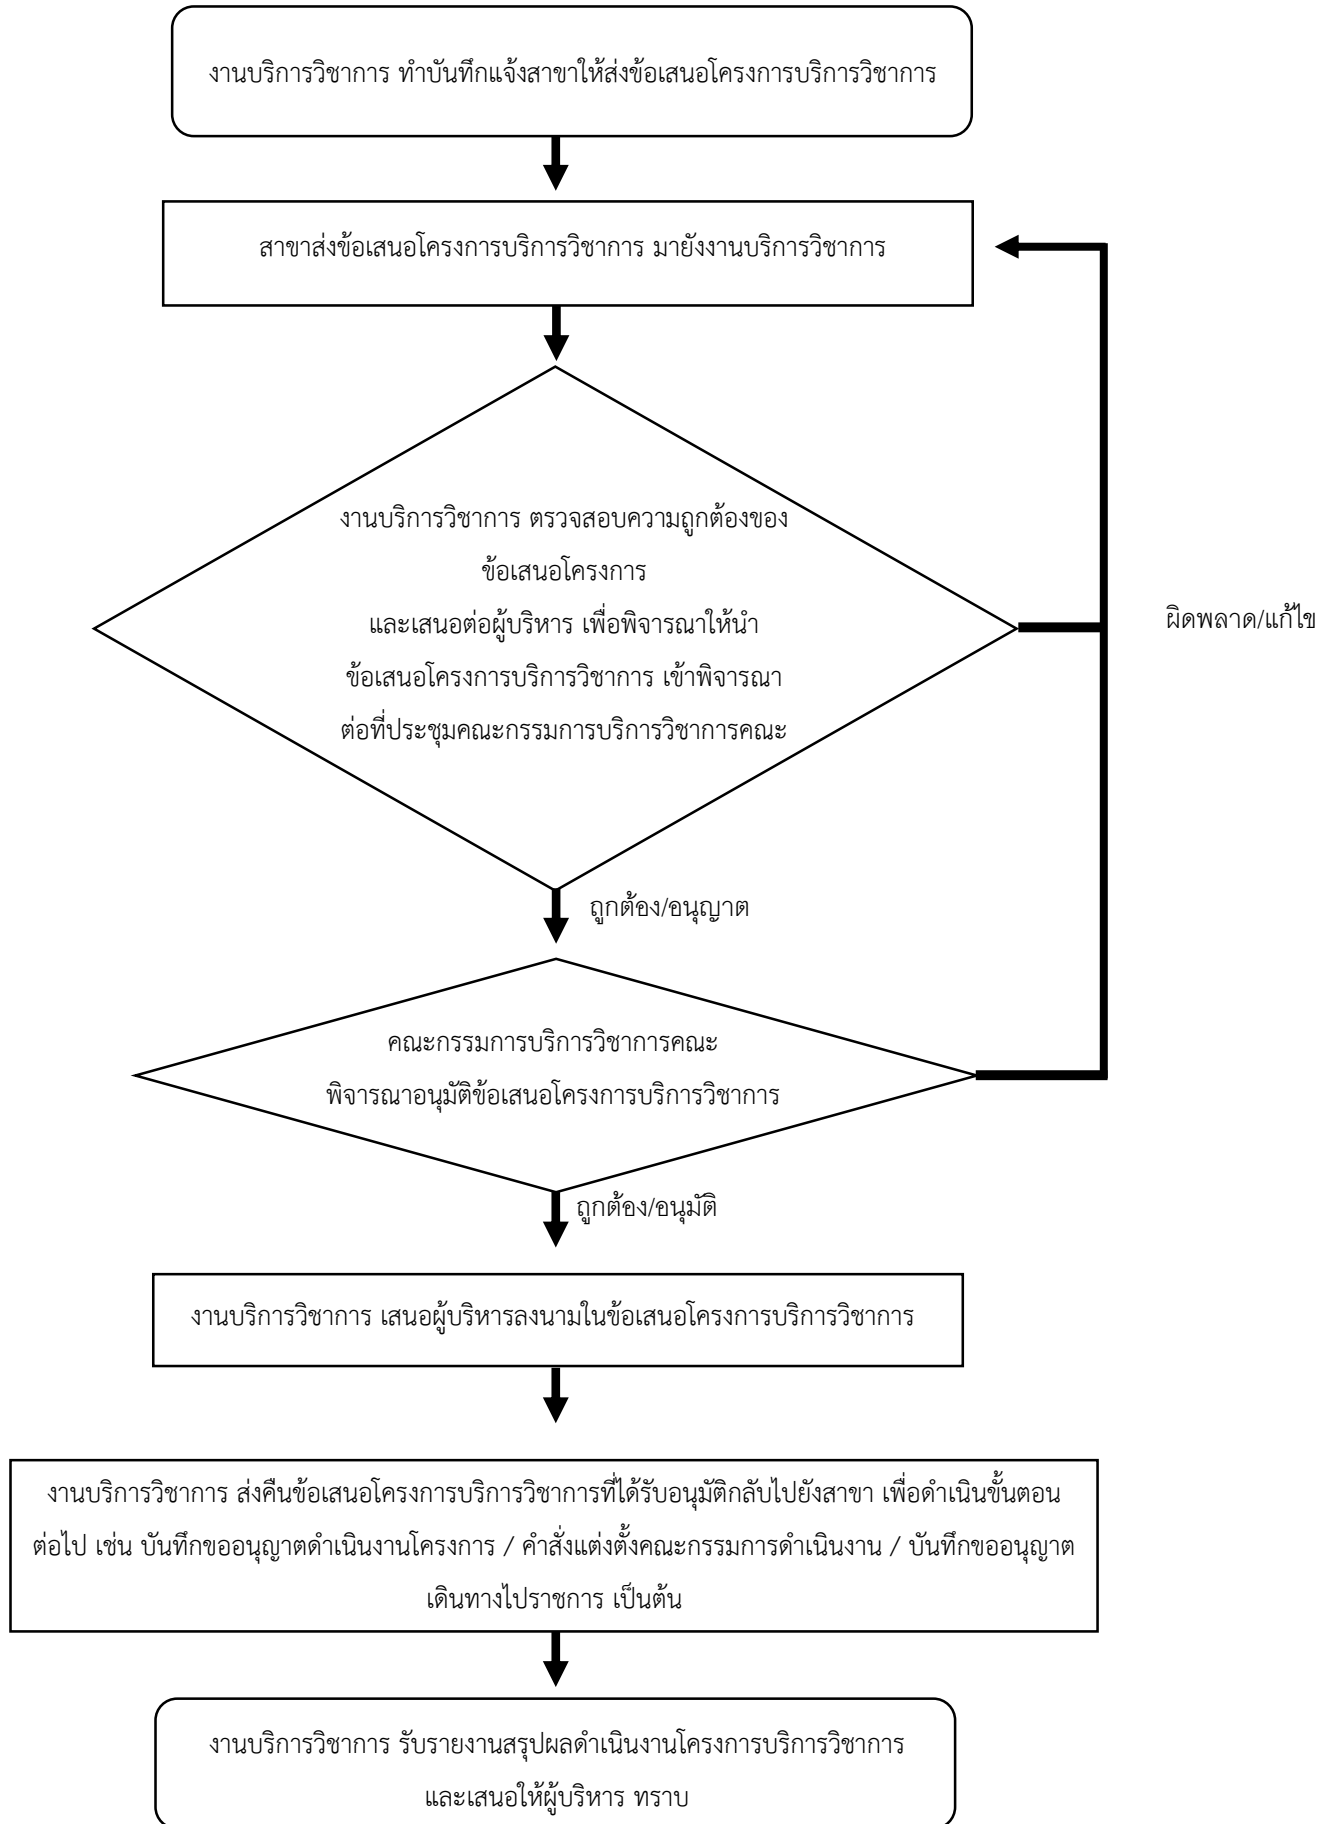 งานบริการวิชาการ ทำบันทึกแจ้งสาขาให้ส่งข้อเสนอโครงการบริการวิชาการ
สาขาส่งข้อเสนอโครงการบริการวิชาการ มายังงานบริการวิชาการ
งานบริการวิชาการ ตรวจสอบความถูกต้องของ
ข้อเสนอโครงการ
และเสนอต่อผู้บริหาร เพื่อพิจารณาให้นำ
ข้อเสนอโครงการบริการวิชาการ เข้าพิจารณา
ต่อที่ประชุมคณะกรรมการบริการวิชาการคณะ
ผิดพลาด/แก้ไข
ถูกต้อง/อนุญาต
คณะกรรมการบริการวิชาการคณะ
พิจารณาอนุมัติข้อเสนอโครงการบริการวิชาการ
ถูกต้อง/อนุมัติ
งานบริการวิชาการ เสนอผู้บริหารลงนามในข้อเสนอโครงการบริการวิชาการ
งานบริการวิชาการ ส่งคืนข้อเสนอโครงการบริการวิชาการที่ได้รับอนุมัติกลับไปยังสาขา เพื่อดำเนินขั้นตอน
ต่อไป เช่น บันทึกขออนุญาตดำเนินงานโครงการ / คำสั่งแต่งตั้งคณะกรรมการดำเนินงาน / บันทึกขออนุญาต
เดินทางไปราชการ เป็นต้น
งานบริการวิชาการ รับรายงานสรุปผลดำเนินงานโครงการบริการวิชาการ
และเสนอให้ผู้บริหาร ทราบ